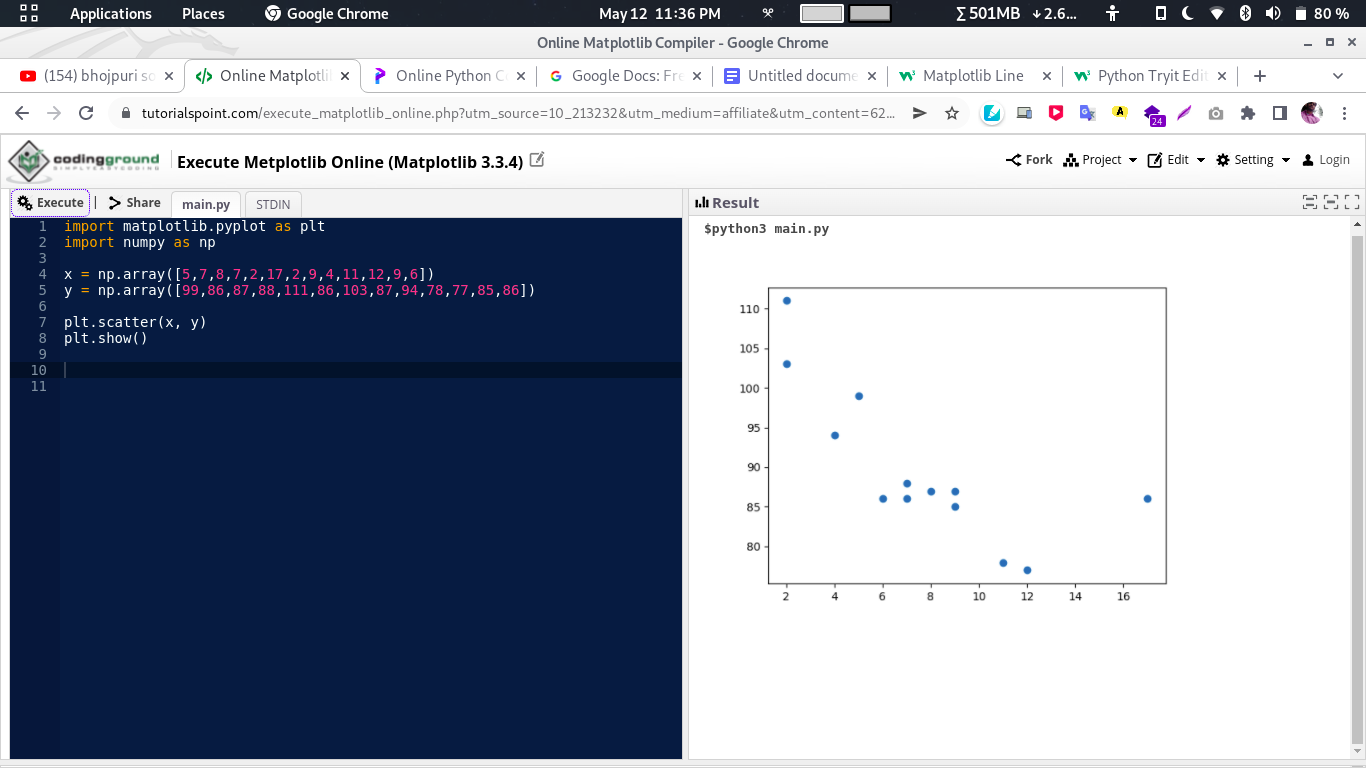 Applications Places Google Chrome May 12 11:36 PM Σ 501MB ↓ 2.6... 80 %
Online Matplotlib Compiler - Google Chrome
(154) bhojpuri so Online Matplotli Online Python C Google Docs: Fre Untitled docume Matplotlib Line Python Tryit Edit
tutorialspoint.com/execute_matplotlib_online.php?utm_source=10_213232&utm_medium=affiliate&utm_content=62... A 24
codingground
SIMPLYEASYCODING
Execute Metplotlib Online (Matplotlib 3.3.4) Fork Project Edit Setting Login
Execute | Share main.py STDIN
1 import matplotlib.pyplot as plt
2 import numpy as np
3
4 x = np.array([5,7,8,7,2,17,2,9,4,11,12,9,6])
5 y = np.array([99,86,87,88,111,86,103,87,94,78,77,85,86])
6
7 plt.scatter(x, y)
8 plt.show()
9
10
11
Result
$python3 main.py
110
105
100
95
90
85
80
2 4 6 8 10 12 14 16